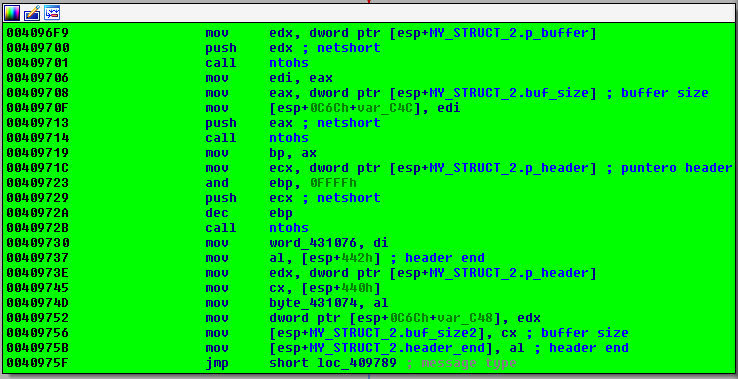 004096F9 mov edx, dword ptr [esp+MY_STRUCT_2.p_buffer]
00409700 push edx ; netshort
00409701 call ntohs
00409706 mov edi, eax
00409708 mov eax, dword ptr [esp+MY_STRUCT_2.buf_size] ; buffer size
0040970F mov [esp+0C6Ch+var_C4C], edi
00409713 push eax ; netshort
00409714 call ntohs
00409719 mov bp, ax
0040971C mov ecx, dword ptr [esp+MY_STRUCT_2.p_header] ; puntero header
00409723 and ebp, 0FFFFh
00409729 push ecx ; netshort
0040972A dec ebp
0040972B call ntohs
00409730 mov word_431076, di
00409737 mov al, [esp+442h] ; header end
0040973E mov edx, dword ptr [esp+MY_STRUCT_2.p_header]
00409745 mov cx, [esp+440h]
0040974D mov byte_431074, al
00409752 mov dword ptr [esp+0C6Ch+var_C48], edx
00409756 mov [esp+MY_STRUCT_2.buf_size2], cx ; buffer size
0040975B mov [esp+MY_STRUCT_2.header_end], al ; header end
0040975F jmp short loc_409789 ; message type